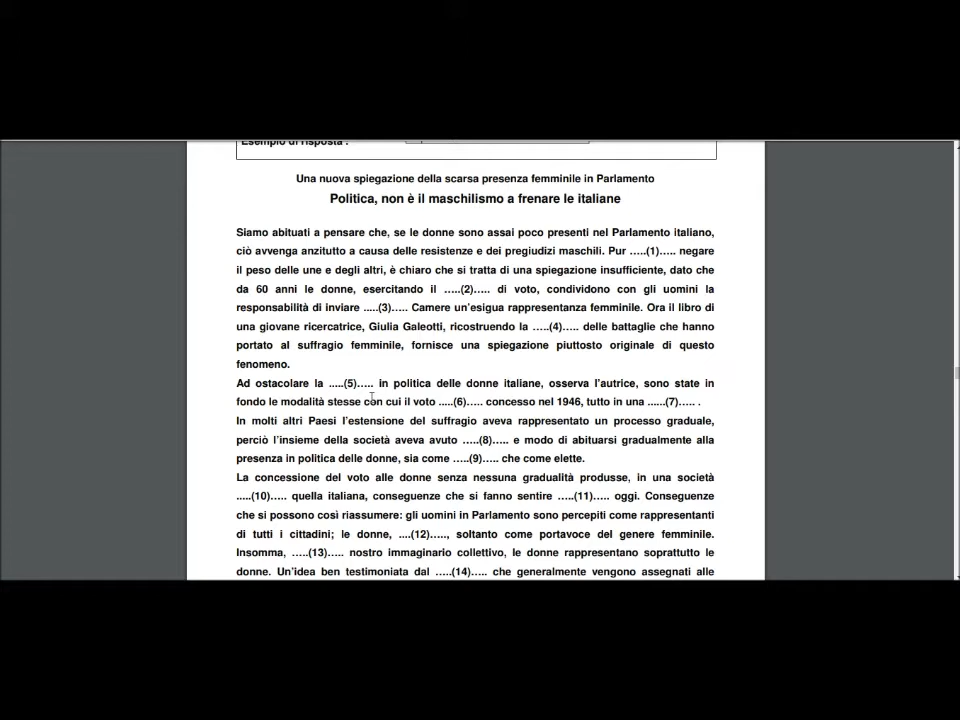 Esempio di risposta :
Una nuova spiegazione della scarsa presenza femminile in Parlamento
Politica, non è il maschilismo a frenare le italiane
Siamo abituati a pensare che, se le donne sono assai poco presenti nel Parlamento italiano,
ciò avvenga anzitutto a causa delle resistenze e dei pregiudizi maschili. Pur …..(1)….. negare
il peso delle une e degli altri, è chiaro che si tratta di una spiegazione insufficiente, dato che
da 60 anni le donne, esercitando il …..(2)….. di voto, condividono con gli uomini la
responsabilità di inviare .....(3)….. Camere un'esigua rappresentanza femminile. Ora il libro di
una giovane ricercatrice, Giulia Galeotti, ricostruendo la …..(4)….. delle battaglie che hanno
portato al suffragio femminile, fornisce una spiegazione piuttosto originale di questo
fenomeno.
Ad ostacolare la .....(5)….. in politica delle donne italiane, osserva l'autrice, sono state in
fondo le modalità stesse con cui il voto .....(6)….. concesso nel 1946, tutto in una ......(7)….. .
In molti altri Paesi l'estensione del suffragio aveva rappresentato un processo graduale,
perciò l'insieme della società aveva avuto …..(8)….. e modo di abituarsi gradualmente alla
presenza in politica delle donne, sia come …..(9)….. che come elette.
La concessione del voto alle donne senza nessuna gradualità produsse, in una società
.....(10)….. quella italiana, conseguenze che si fanno sentire …..(11)….. oggi. Conseguenze
che si possono così riassumere: gli uomini in Parlamento sono percepiti come rappresentanti
di tutti i cittadini; le donne, ....(12)….., soltanto come portavoce del genere femminile.
Insomma, …..(13)….. nostro immaginario collettivo, le donne rappresentano soprattutto le
donne. Un'idea ben testimoniata dal …..(14)….. che generalmente vengono assegnati alle